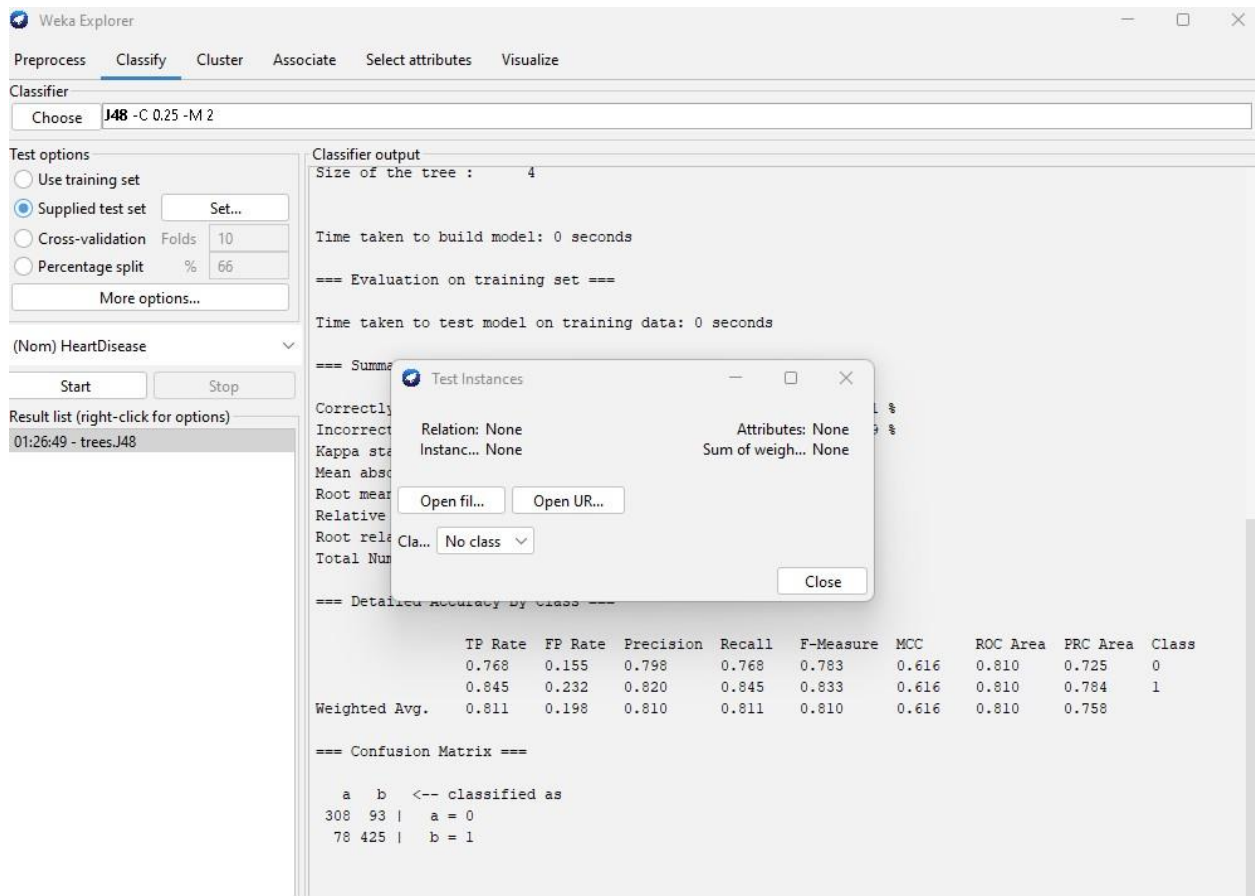 Weka Explorer
Preprocess Classify Cluster Associate Select attributes Visualize
Classifier
Choose J48 -C 0.25 -M 2
Test options
Use training set
Supplied test set Set...
Cross-validation Folds 10
Percentage split % 66
More options...
(Nom) HeartDisease
Start Stop
Result list (right-click for options)
01:26:49 - trees.J48
Classifier output
Size of the tree : 4
Time taken to build model: 0 seconds
=== Evaluation on training set ===
Time taken to test model on training data: 0 seconds
=== Summa
Correctly 1 %
Incorrect 9 %
Kappa sta
Mean abso
Root mean
Relative
Root rela
Total Num
Test Instances
Relation: None Attributes: None
Instanc... None Sum of weigh... None
Open fil... Open UR...
Cla... No class
Close
=== Detailed Accuracy By Class ===
TP Rate FP Rate Precision Recall F-Measure MCC ROC Area PRC Area Class
0.768 0.155 0.798 0.768 0.783 0.616 0.810 0.725 0
0.845 0.232 0.820 0.845 0.833 0.616 0.810 0.784 1
Weighted Avg. 0.811 0.198 0.810 0.811 0.810 0.616 0.810 0.758
=== Confusion Matrix ===
a b <-- classified as
308 93 | a = 0
78 425 | b = 1